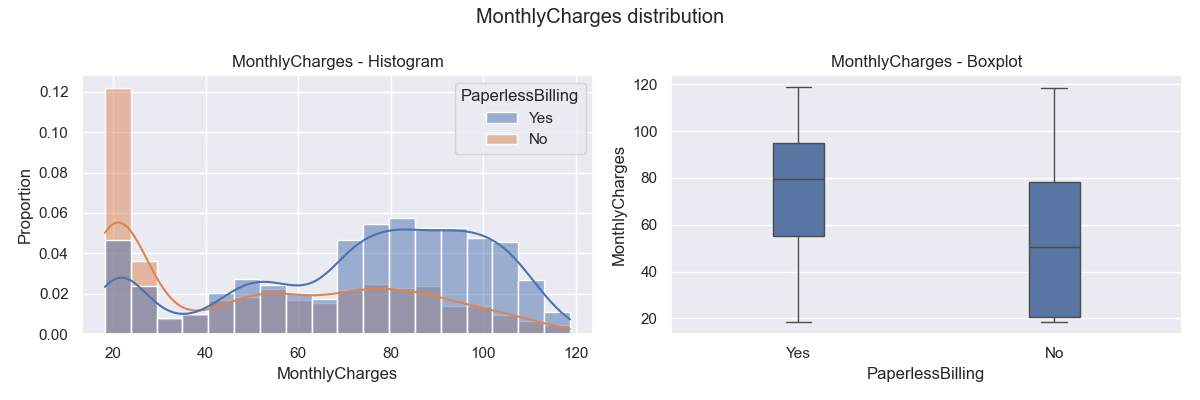 MonthlyCharges distribution
MonthlyCharges - Histogram
PaperlessBilling
Yes
No
0.12
0.10
0.08
0.06
0.04
0.02
0.00
Proportion
20 40 60 80 100 120
MonthlyCharges
MonthlyCharges - Boxplot
120
100
80
60
40
20
MonthlyCharges
Yes No
PaperlessBilling